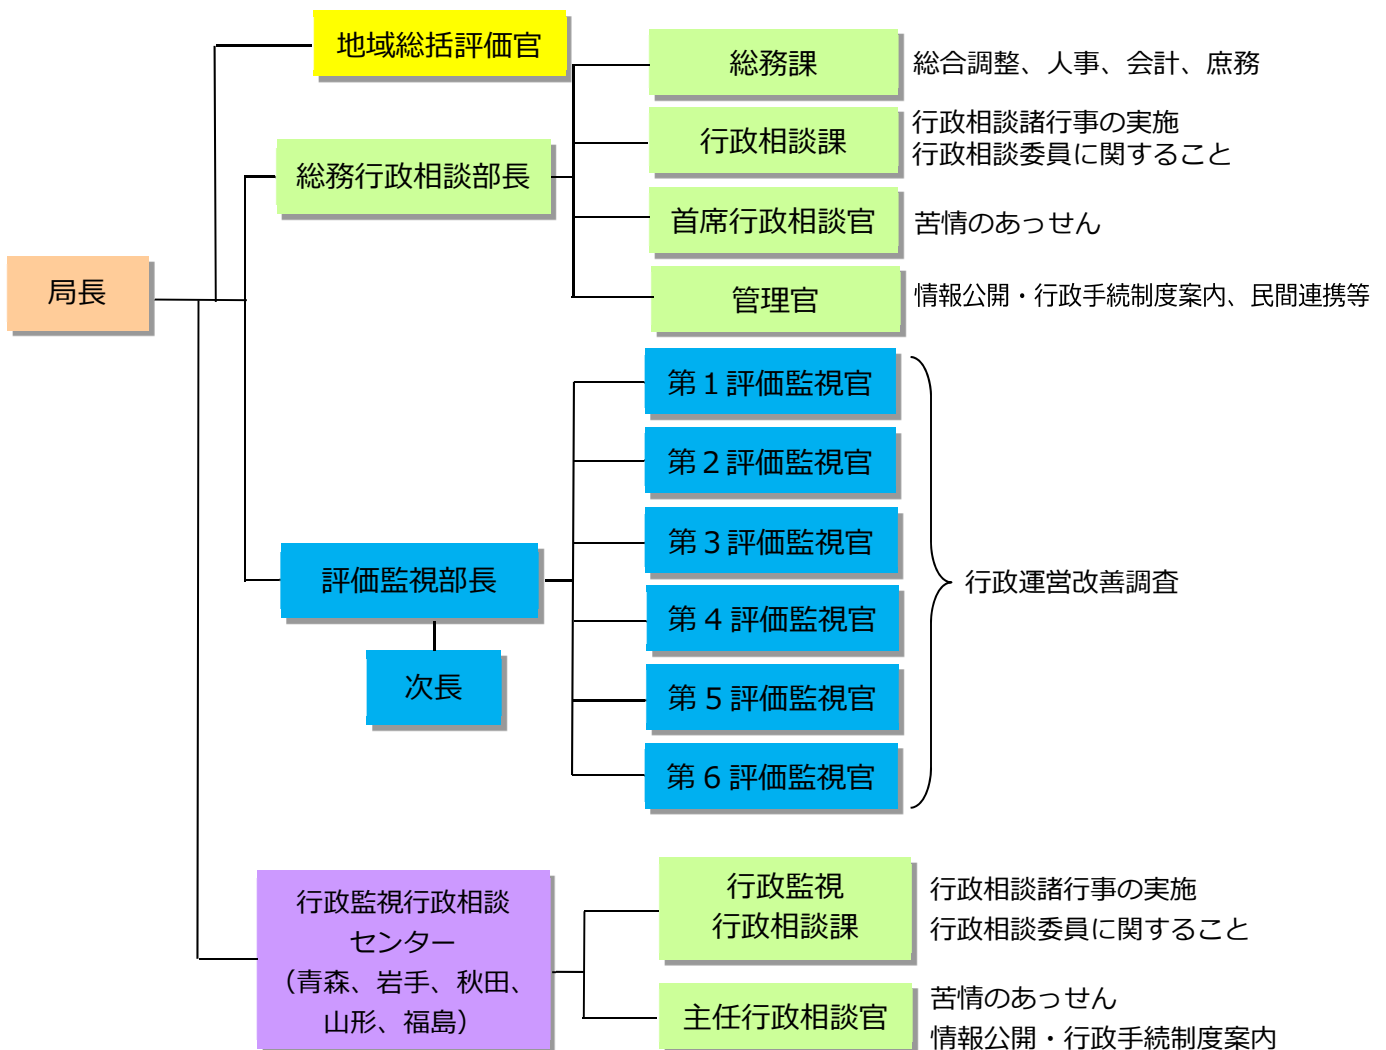 地域総括評価官
総務課
総合調整、人事、会計、庶務
行政相談課
行政相談諸行事の実施
行政相談委員に関すること
総務行政相談部長
首席行政相談官
苦情のあっせん
局長
管理官
情報公開・行政手続制度案内、民間連携等
第１評価監視官
第２評価監視官
第３評価監視官
評価監視部長
行政運営改善調査
第４評価監視官
次長
第５評価監視官
第６評価監視官
行政監視行政相談
センター
（青森、岩手、秋田、
山形、福島）
行政監視
行政相談課
行政相談諸行事の実施
行政相談委員に関すること
主任行政相談官
苦情のあっせん
情報公開・行政手続制度案内